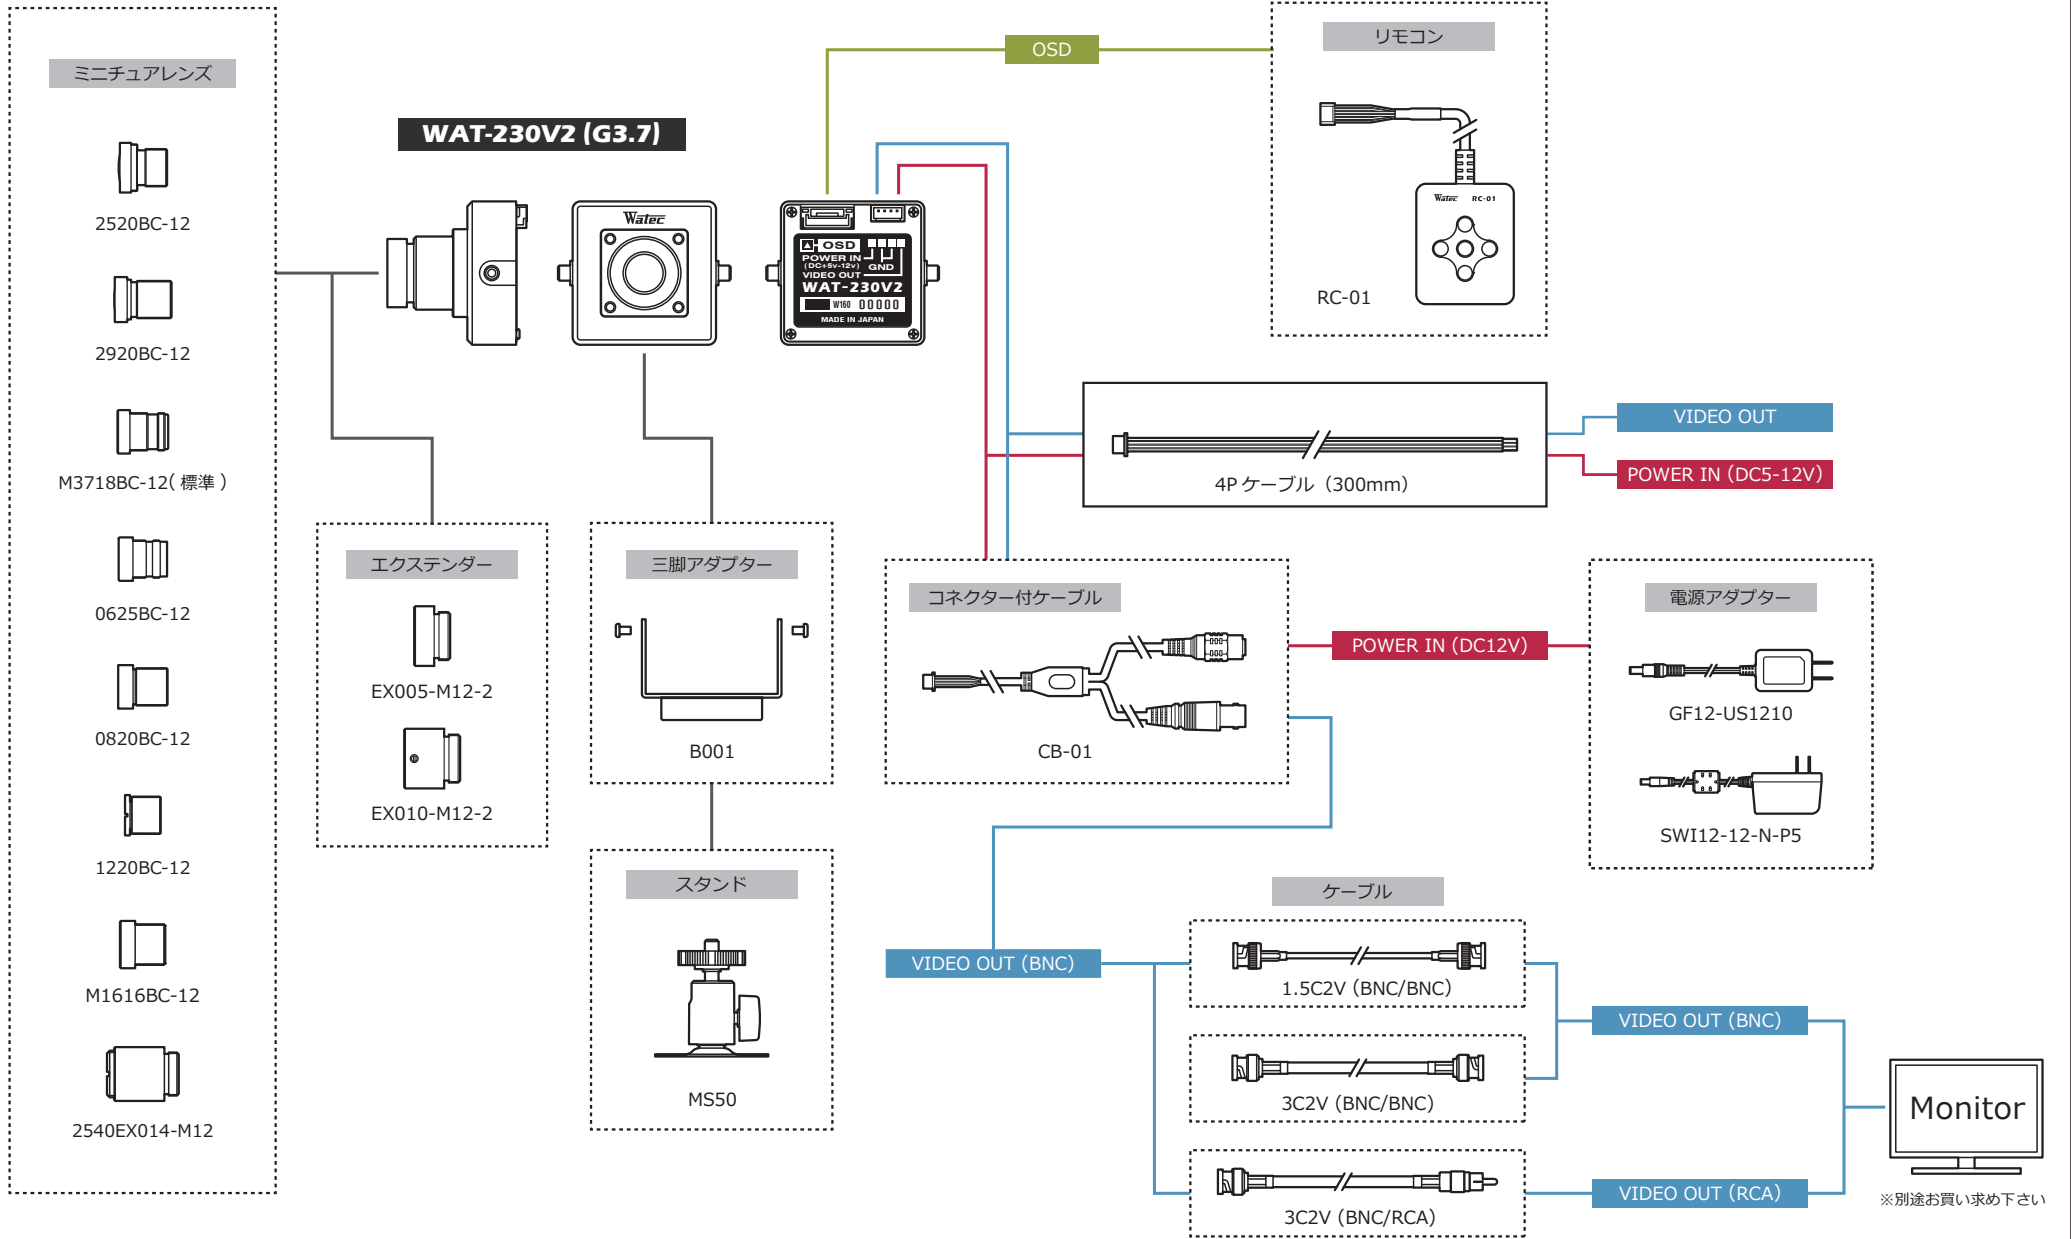 ミニチュアレンズ
2520BC-12
2920BC-12
M3718BC-12( 標準 )
0625BC-12
0820BC-12
1220BC-12
M1616BC-12
2540EX014-M12
WAT-230V2 (G3.7)
Watec
OSD
POWER IN
(DC+5v-12v)
GND
VIDEO OUT
WAT-230V2
W160 00000
MADE IN JAPAN
OSD
リモコン
Watec RC-01
RC-01
4P ケーブル（300mm）
VIDEO OUT
POWER IN (DC5-12V)
エクステンダー
EX005-M12-2
EX010-M12-2
三脚アダプター
B001
スタンド
MS50
コネクター付ケーブル
CB-01
POWER IN (DC12V)
電源アダプター
GF12-US1210
SWI12-12-N-P5
VIDEO OUT (BNC)
ケーブル
1.5C2V (BNC/BNC)
3C2V (BNC/BNC)
3C2V (BNC/RCA)
VIDEO OUT (BNC)
VIDEO OUT (RCA)
Monitor
※別途お買い求め下さい